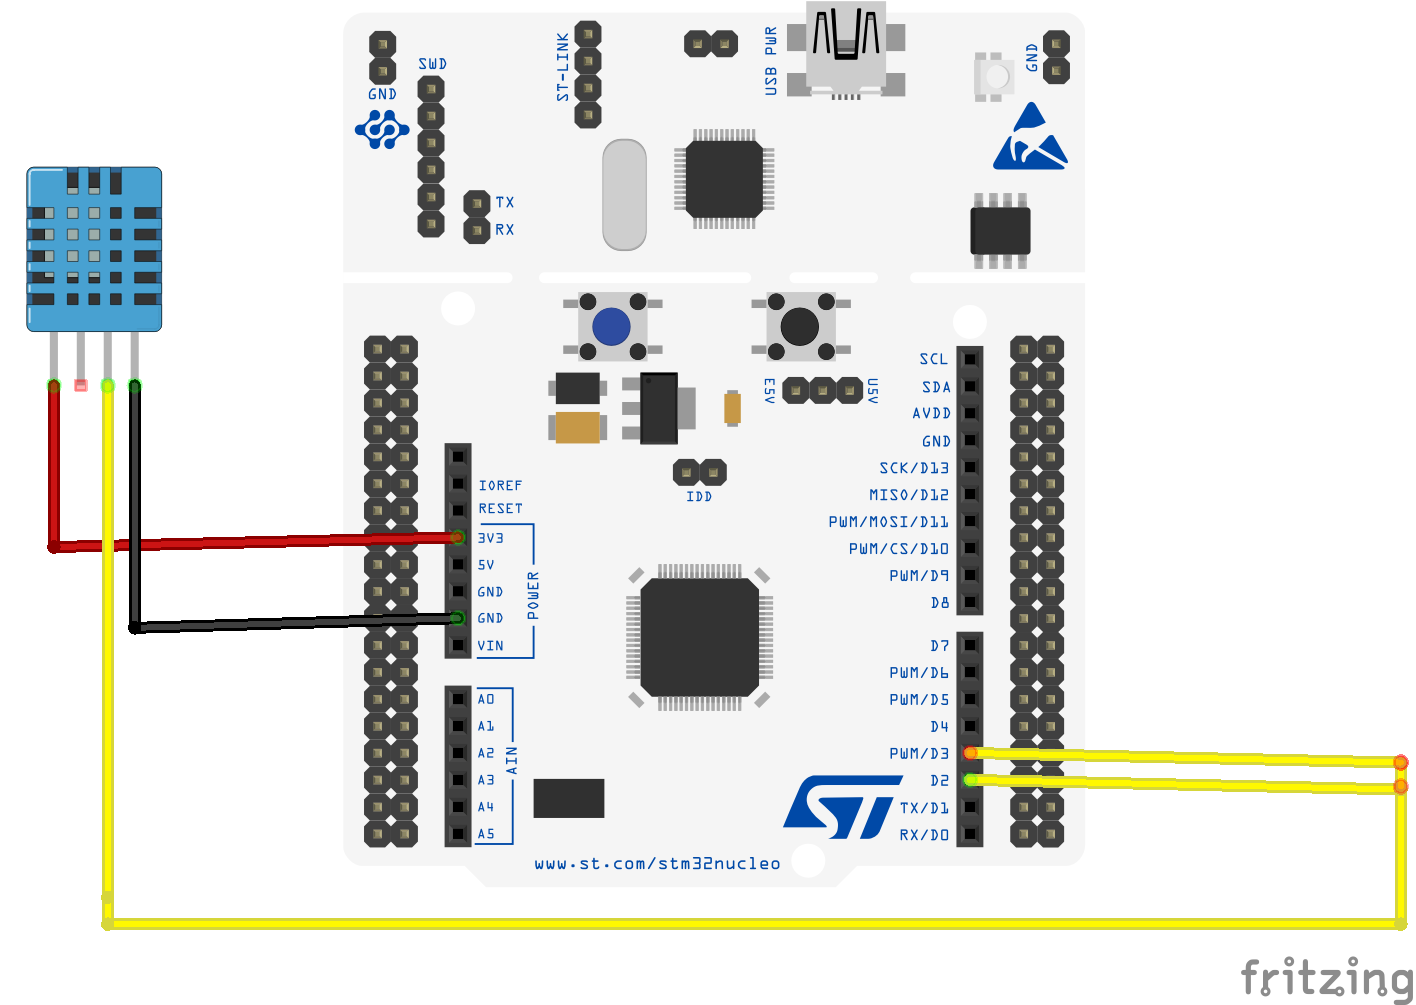 SWD
GND
ST-LINK
USB PWR
GND
TX
RX
E5V
U5V
IDD
IOREF
RESET
3V3
5V
GND
GND
VIN
POWER
A0
A1
A2
A3
A4
A5
AIN
SCL
SDA
AVDD
GND
SCK/D13
MISO/D12
PWM/MOSI/D11
PWM/CS/D10
PWM/D9
D8
D7
PWM/D6
PWM/D5
D4
PWM/D3
D2
TX/D1
RX/D0
ST
www.st.com/stm32nucleo
fritzing